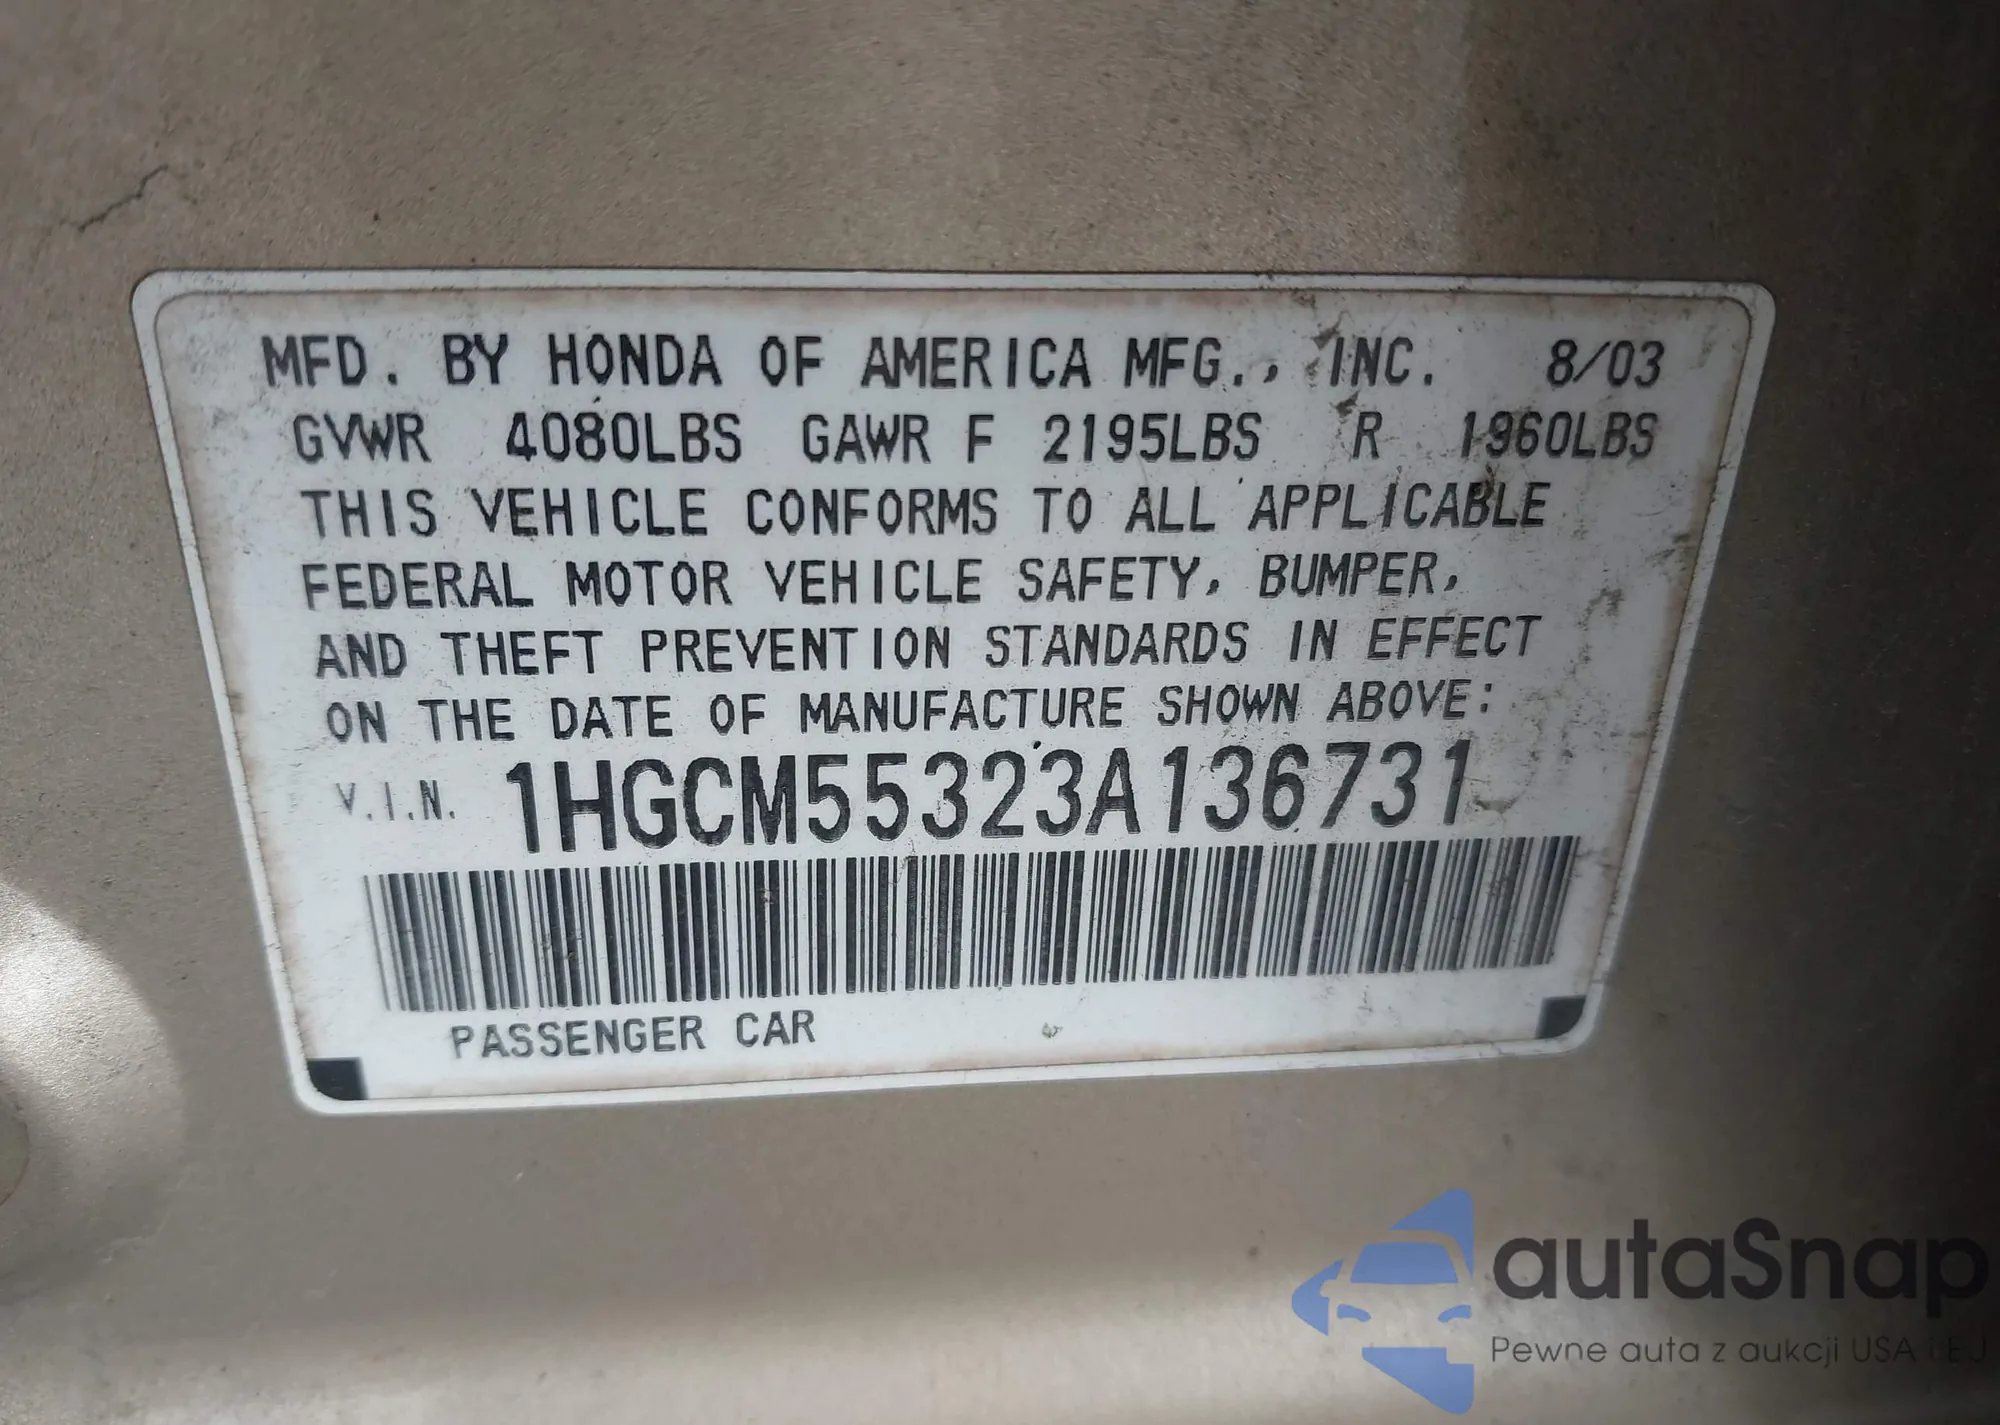 MFD. BY HONDA OF AMERICA MFG., INC. 8/03
GVWR 4080LBS GAWR F 2195LBS R 1960LBS
THIS VEHICLE CONFORMS TO ALL APPLICABLE
FEDERAL MOTOR VEHICLE SAFETY, BUMPER,
AND THEFT PREVENTION STANDARDS IN EFFECT
ON THE DATE OF MANUFACTURE SHOWN ABOVE:
V.I.N. 1HGCM55323A136731
PASSENGER CAR
autaSnap
Pewne auta z aukcji USA i EU